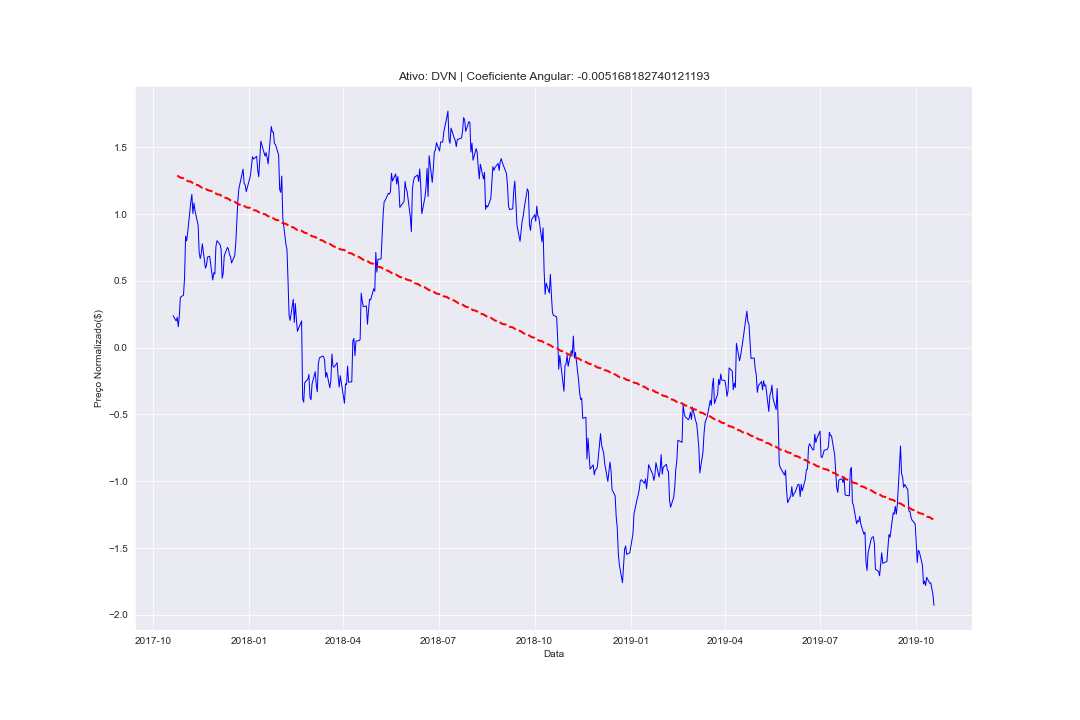 Ativo: DVN | Coeficiente Angular: -0.005168182740121193
Preço Normalizado($)
1.5
1.0
0.5
0.0
−0.5
−1.0
−1.5
−2.0
2017-10 2018-01 2018-04 2018-07 2018-10 2019-01 2019-04 2019-07 2019-10
Data